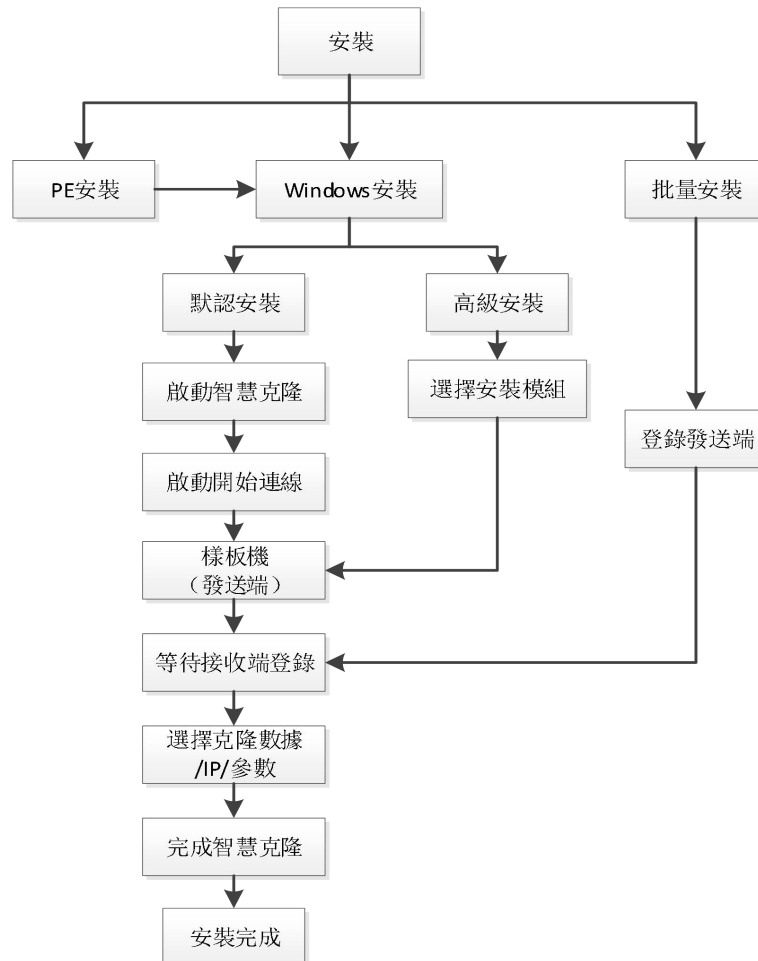 安裝
PE安裝
Windows安裝
批量安裝
默認安裝
高級安裝
啟動智慧克隆
選擇安裝模組
登錄發送端
啟動開始連線
樣板機
（發送端）
等待接收端登錄
選擇克隆數據
/IP/參數
完成智慧克隆
安裝完成